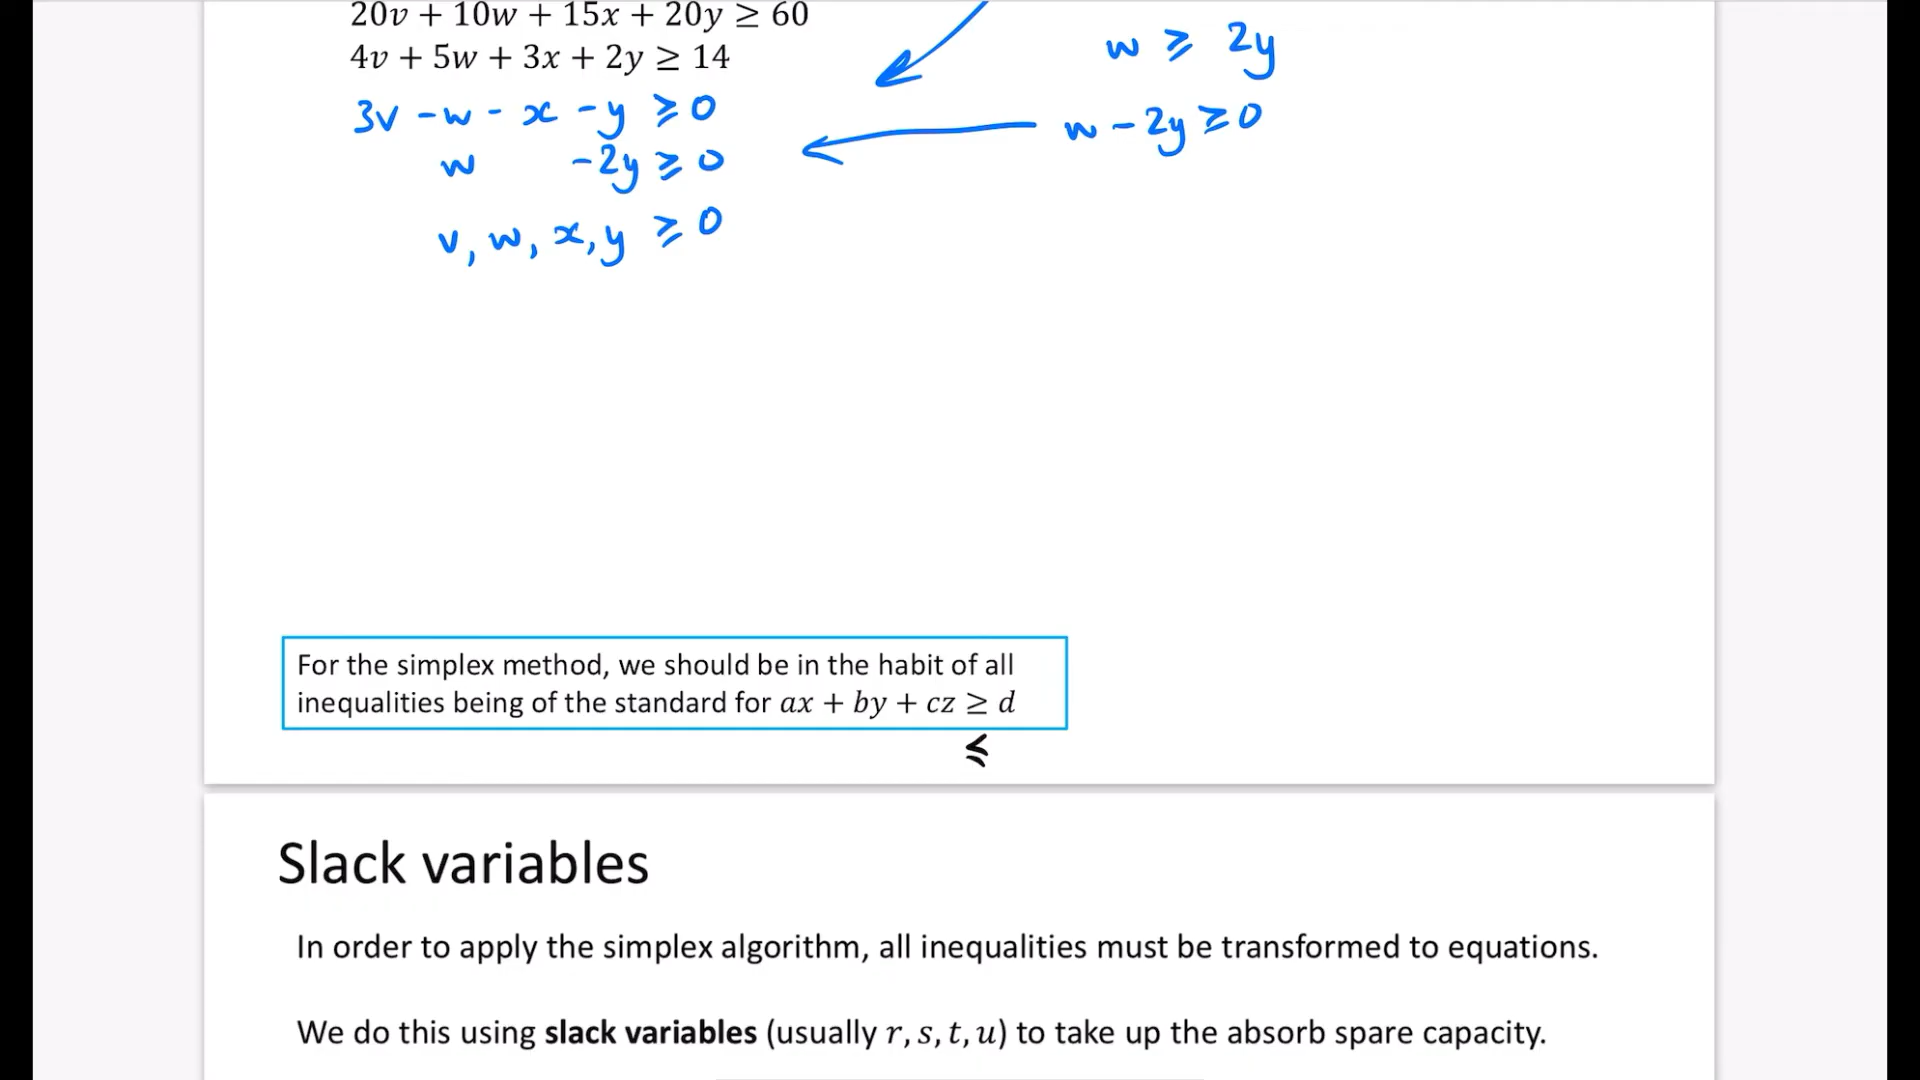 20v + 10w + 15x + 20y ≥ 60
4v + 5w + 3x + 2y ≥ 14
w ≥ 2y
3v - w - x - y ≥ 0
w - 2y ≥ 0
w - 2y ≥ 0
v, w, x, y ≥ 0
For the simplex method, we should be in the habit of all
inequalities being of the standard for ax + by + cz ≥ d
≤
Slack variables
In order to apply the simplex algorithm, all inequalities must be transformed to equations.
We do this using slack variables (usually r, s, t, u) to take up the absorb spare capacity.